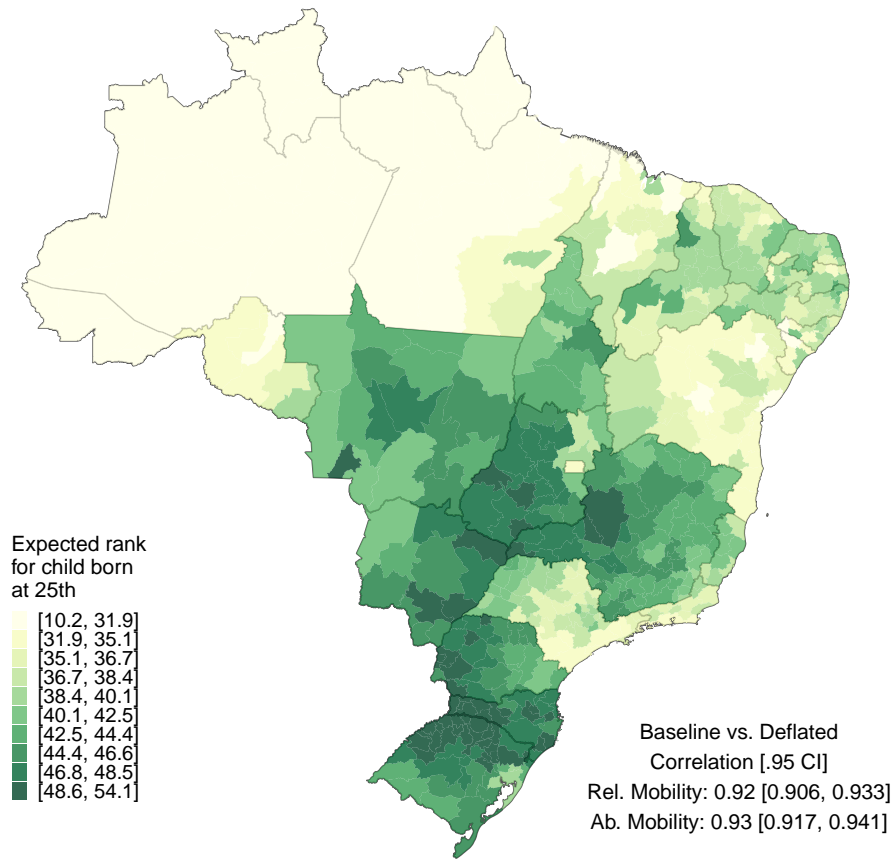 Expected rank
for child born
at 25th
[10.2, 31.9]
[31.9, 35.1]
[35.1, 36.7]
[36.7, 38.4]
[38.4, 40.1]
[40.1, 42.5]
[42.5, 44.4]
[44.4, 46.6]
[46.8, 48.5]
[48.6, 54.1]
Baseline vs. Deflated
Correlation [.95 CI]
Rel. Mobility: 0.92 [0.906, 0.933]
Ab. Mobility: 0.93 [0.917, 0.941]